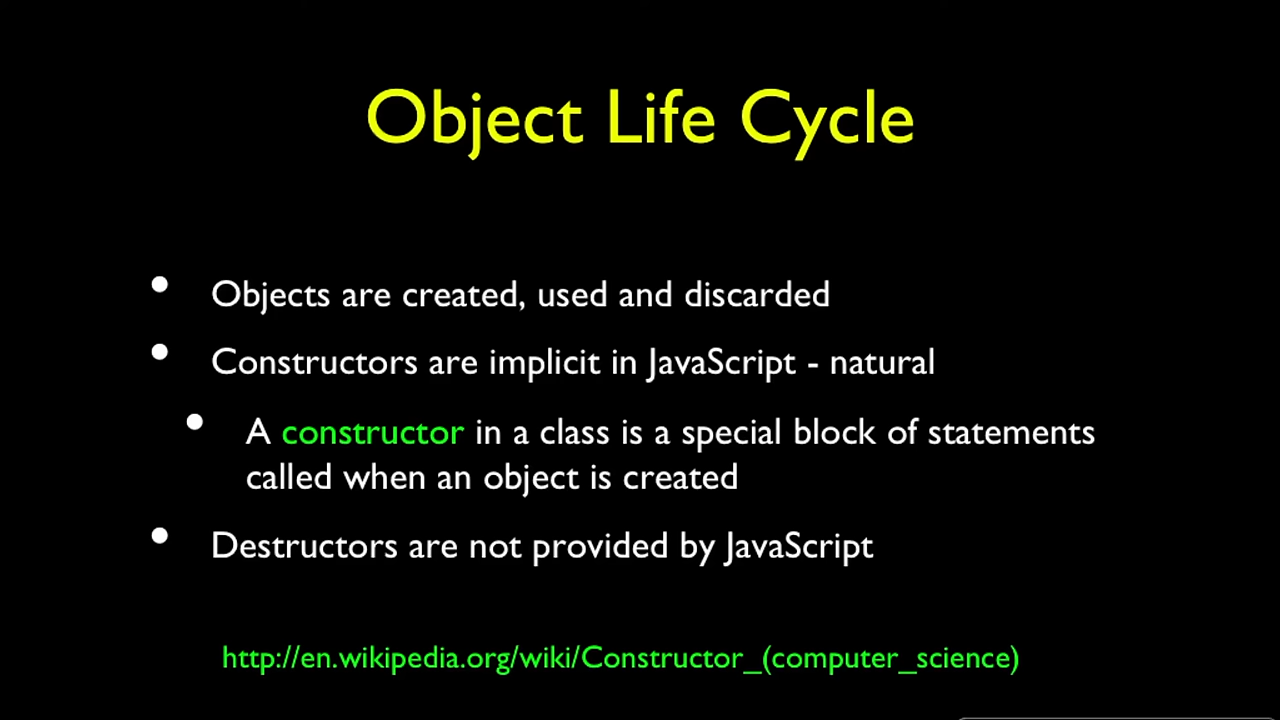 Object Life Cycle
• Objects are created, used and discarded
• Constructors are implicit in JavaScript - natural
• A constructor in a class is a special block of statements
called when an object is created
• Destructors are not provided by JavaScript
http://en.wikipedia.org/wiki/Constructor_(computer_science)